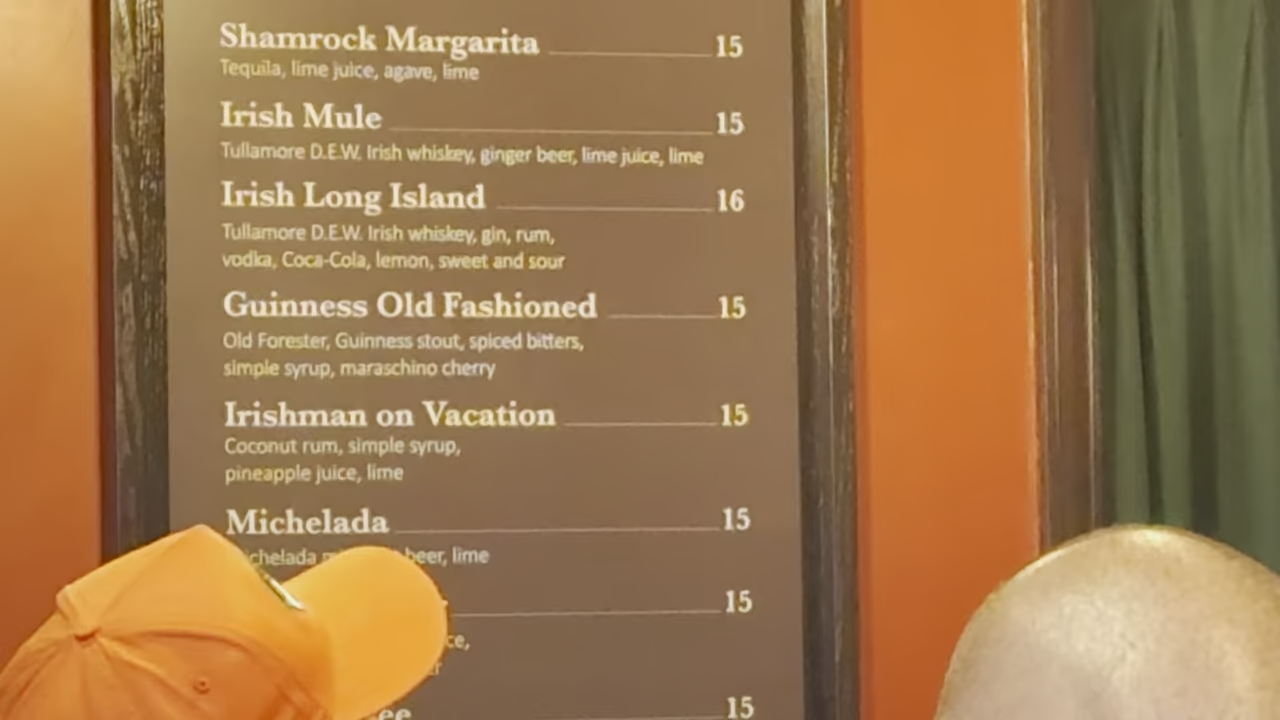 Shamrock Margarita 15
Tequila, lime juice, agave, lime
Irish Mule 15
Tullamore D.E.W. Irish whiskey, ginger beer, lime juice, lime
Irish Long Island 16
Tullamore D.E.W. Irish whiskey, gin, rum,
vodka, Coca-Cola, lemon, sweet and sour
Guinness Old Fashioned 15
Old Forester, Guinness stout, spiced bitters,
simple syrup, maraschino cherry
Irishman on Vacation 15
Coconut rum, simple syrup,
pineapple juice, lime
Michelada 15
beer, lime
15
15